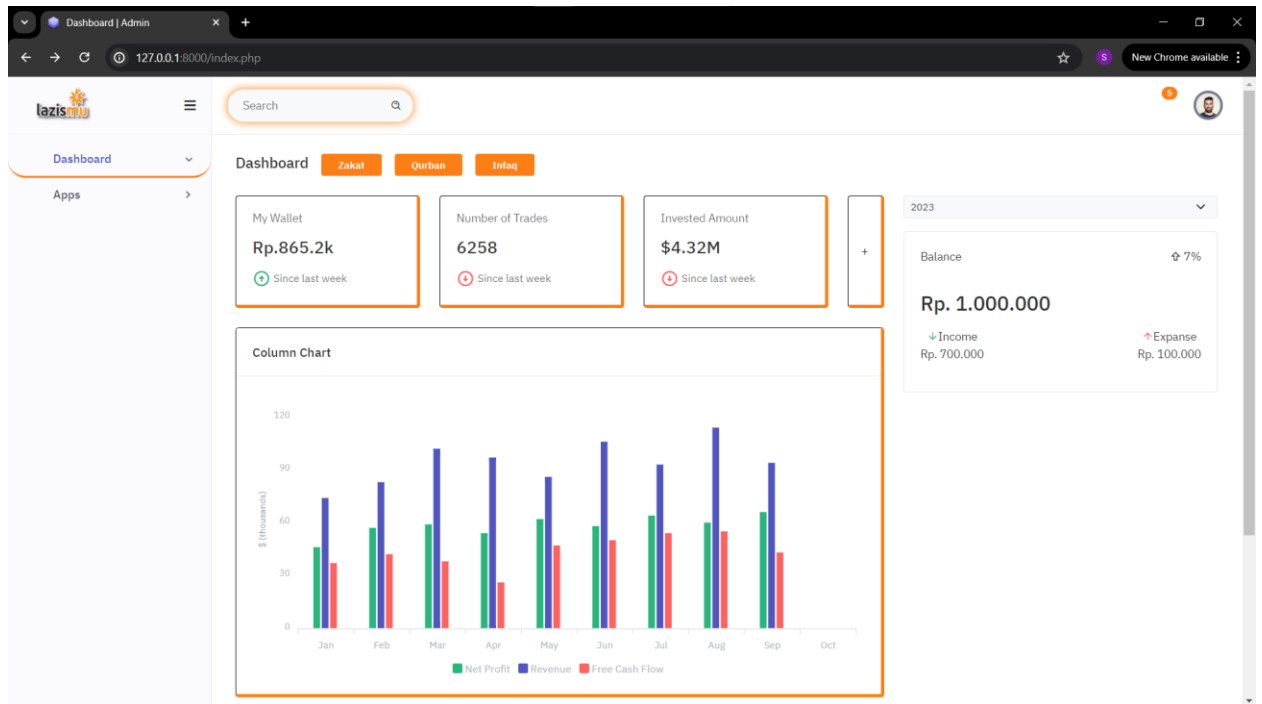 Dashboard | Admin
127.0.0.1:8000/index.php
S
New Chrome available
lazismu
Search
5
Dashboard
Apps
Dashboard
Zakat
Qurban
Infaq
My Wallet
Rp.865.2k
Since last week
Number of Trades
6258
Since last week
Invested Amount
$4.32M
Since last week
+
2023
Balance
7%
Rp. 1.000.000
Income
Rp. 700.000
Expanse
Rp. 100.000
Column Chart
120
90
60
30
0
$ (thousands)
Jan Feb Mar Apr May Jun Jul Aug Sep Oct
Net Profit Revenue Free Cash Flow